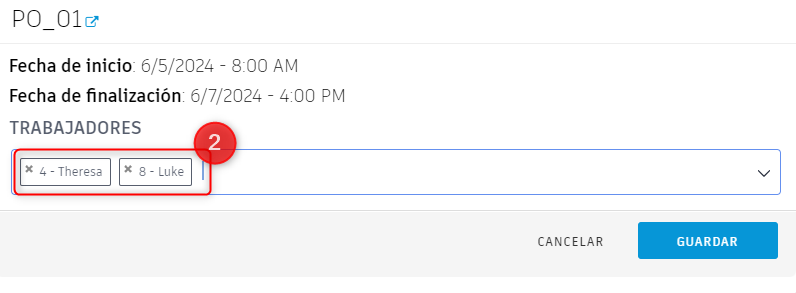 PO_01
Fecha de inicio: 6/5/2024 - 8:00 AM
Fecha de finalización: 6/7/2024 - 4:00 PM
TRABAJADORES
2
× 4 - Theresa × 8 - Luke
CANCELAR GUARDAR